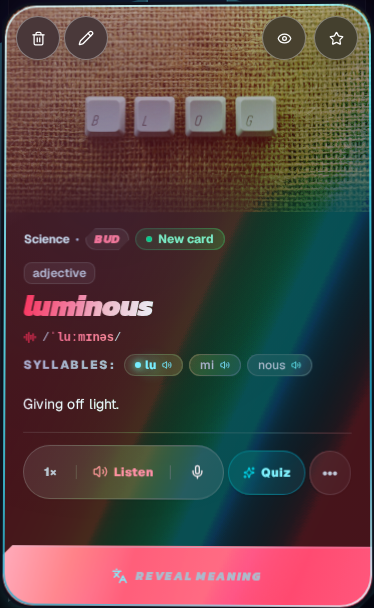 B L O G
Science • BUD New card
adjective
luminous
/ˈluːmɪnəs/
SYLLABLES: lu mi nous
Giving off light.
1× Listen Quiz •••
REVEAL MEANING